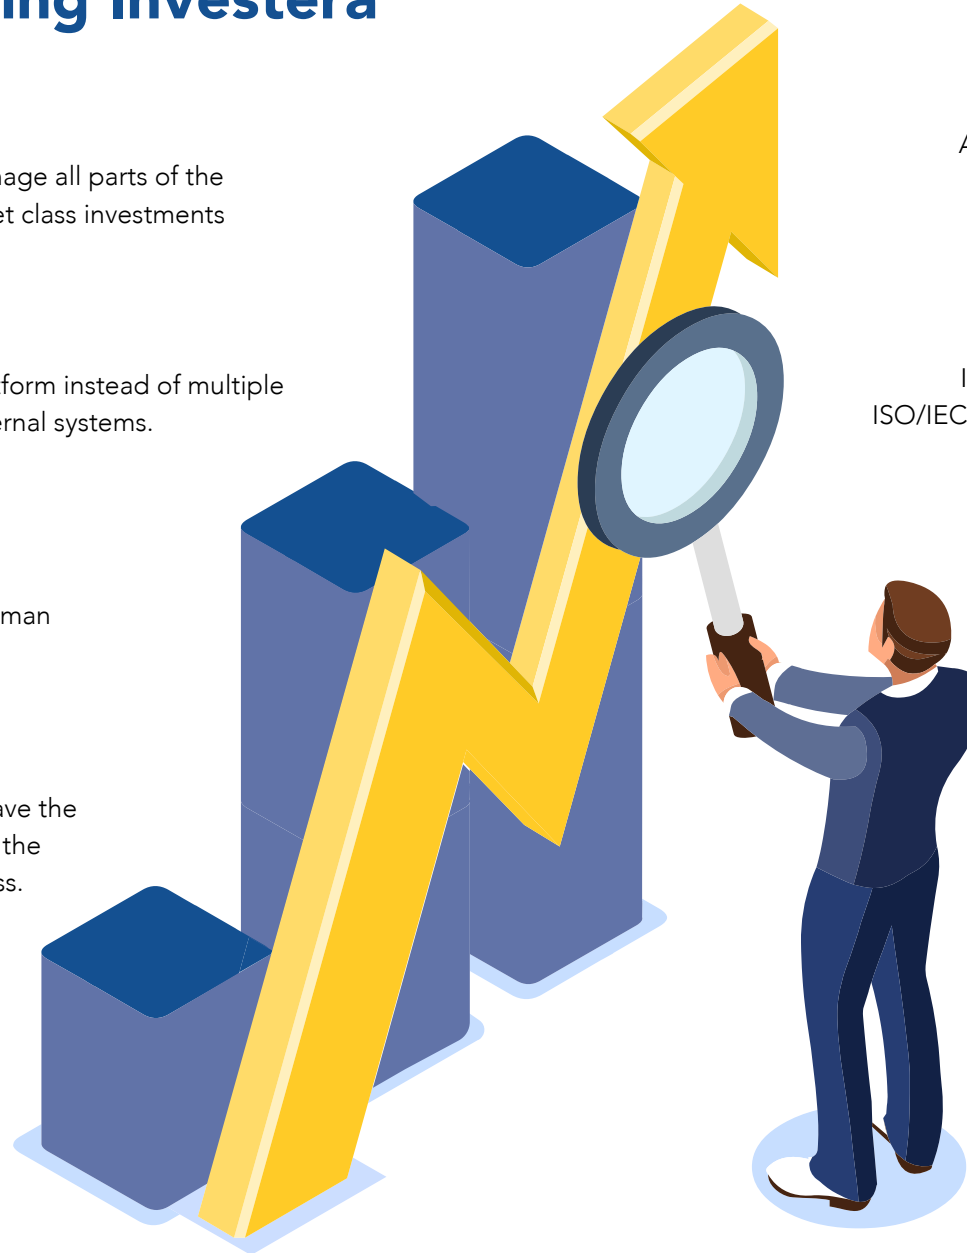 ing Investera
nage all parts of the
et class investments
form instead of multiple
ernal systems.
man
ave the
the
ss.
A
I
ISO/IEC